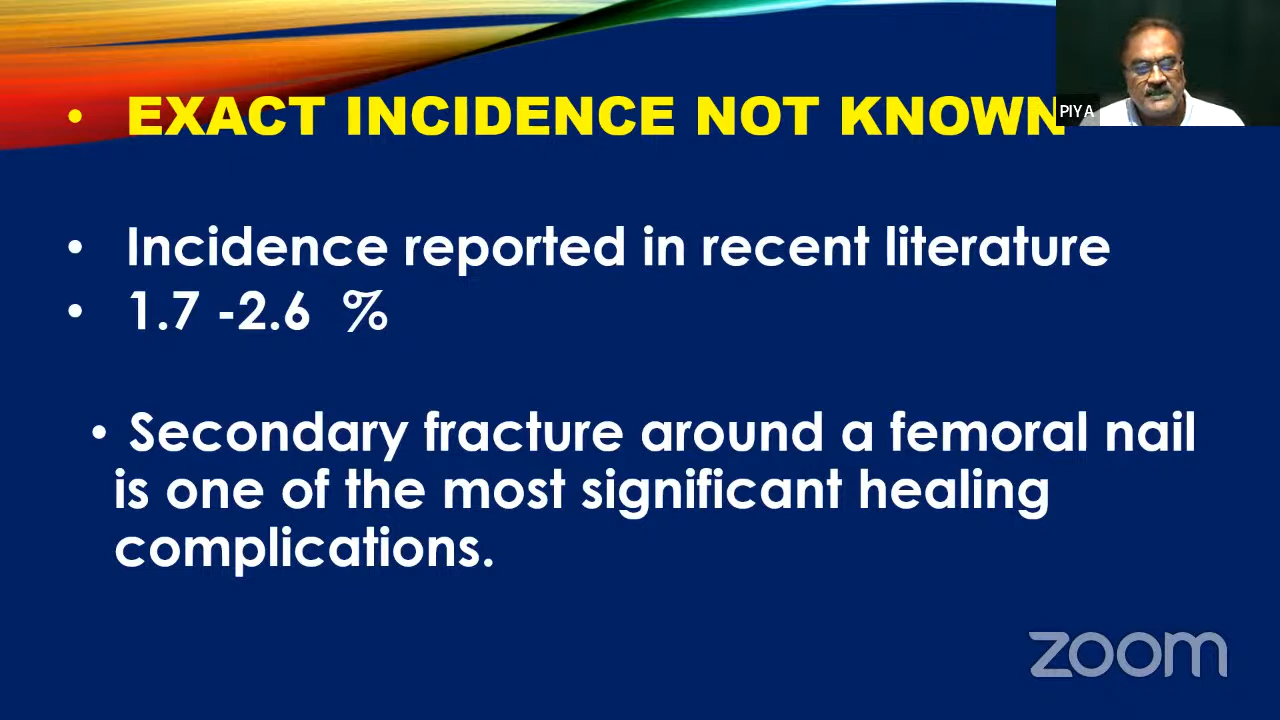 • EXACT INCIDENCE NOT KNOWN
PIYA
• Incidence reported in recent literature
• 1.7 -2.6 %
• Secondary fracture around a femoral nail
is one of the most significant healing
complications.
zoom